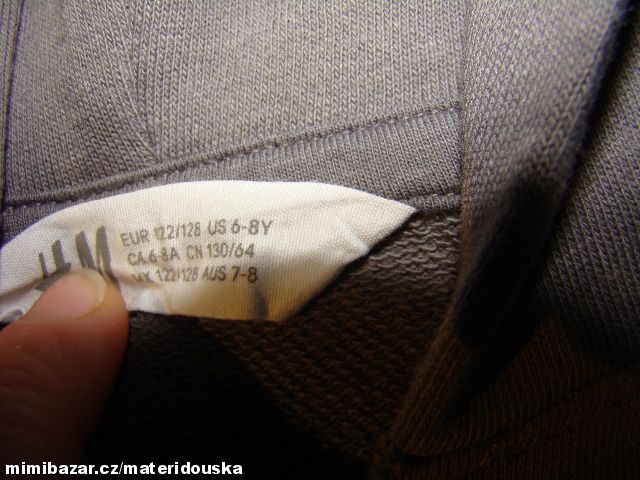 H&M
EUR 122/128 US 6-8Y
CA 6-8A CN 130/64
MX 122/128 AUS 7-8
mimibazar.cz/materidouska